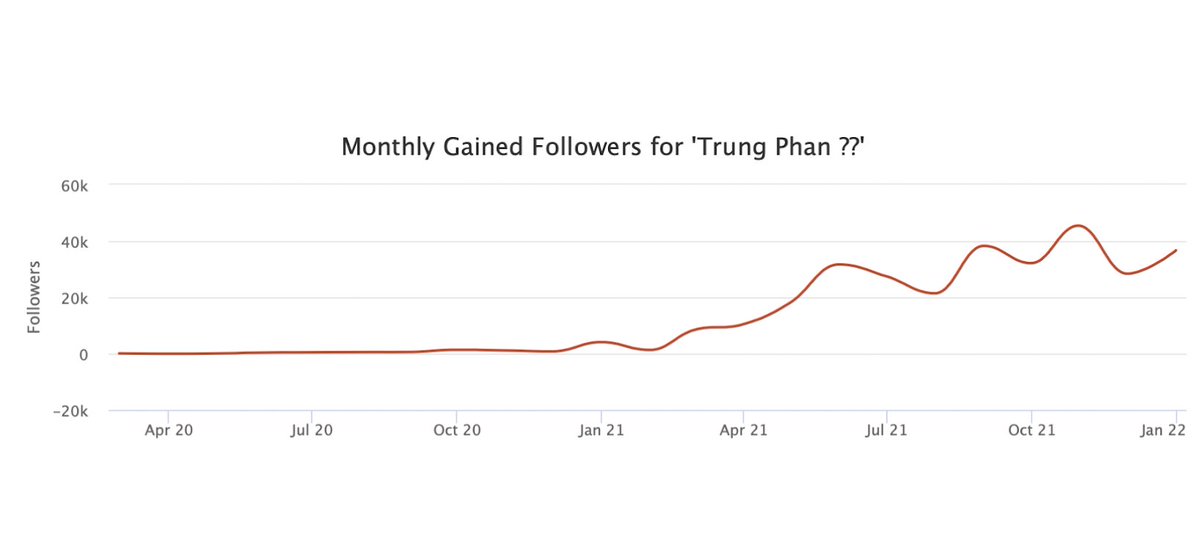 Monthly Gained Followers for 'Trung Phan ??'
60k
40k
20k
0
−20k
Followers
Apr 20 Jul 20 Oct 20 Jan 21 Apr 21 Jul 21 Oct 21 Jan 22